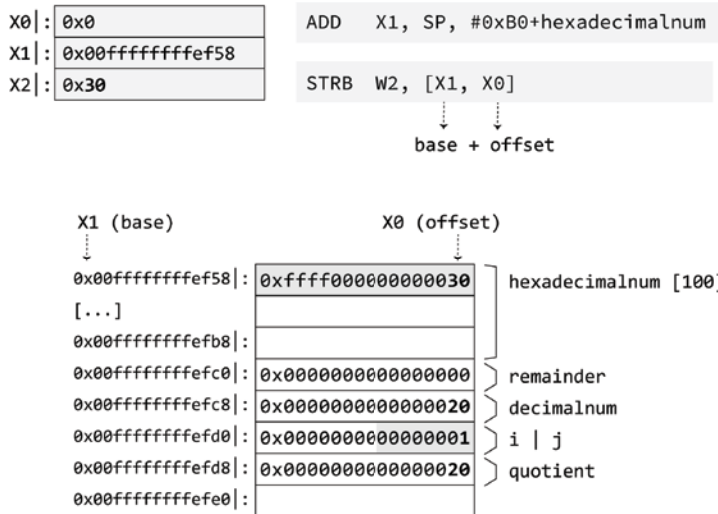 X0|: 0x0
X1|: 0x00ffffffffef58
X2|: 0x30
ADD X1, SP, #0xB0+hexadecimalnum
STRB W2, [X1, X0]
base + offset
X1 (base) X0 (offset)
0x00ffffffffef58|: 0xffff000000000030 hexadecimalnum [100]
[...]
0x00ffffffffefb8|:
0x00ffffffffefc0|: 0x0000000000000000 remainder
0x00ffffffffefc8|: 0x0000000000000020 decimalnum
0x00ffffffffefd0|: 0x0000000000000001 i | j
0x00ffffffffefd8|: 0x0000000000000020 quotient
0x00ffffffffefe0|: